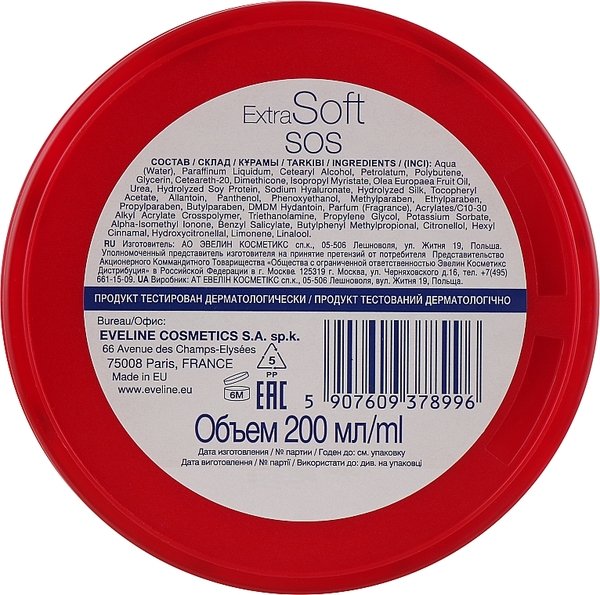 Extra Soft
SOS
СОСТАВ / СКЛАД / ҚҰРАМЫ / TARKIBI / INGREDIENTS / (INCI): Aqua
(Water), Paraffinum Liquidum, Cetearyl Alcohol, Petrolatum, Polybutene,
Glycerin, Ceteareth-20, Dimethicone, Isopropyl Myristate, Olea Europaea Fruit Oil,
Urea, Hydrolyzed Soy Protein, Sodium Hyaluronate, Hydrolyzed Silk, Tocopheryl
Acetate, Allantoin, Panthenol, Phenoxyethanol, Methylparaben, Ethylparaben,
Propylparaben, Butylparaben, DMDM Hydantoin, Parfum (Fragrance), Acrylates/C10-30
Alkyl Acrylate Crosspolymer, Triethanolamine, Propylene Glycol, Potassium Sorbate,
Alpha-Isomethyl Ionone, Benzyl Salicylate, Butylphenyl Methylpropional, Citronellol, Hexyl
Cinnamal, Hydroxycitronellal, Limonene, Linalool.
RU Изготовитель: АО ЭВЕЛИН КОСМЕТИКС сп.к., 05-506 Лешноволя, ул. Житня 19, Польша.
Уполномоченный представитель изготовителя на принятие претензий от потребителя Представительство
Акционерного Коммандитного Товарищества "Общества с ограниченной ответственностью Эвелин Косметикс
Дистрибуция" в Российской Федерации в г. Москве 125319 г. Москва, ул. Черняховского д.16, тел. +7(495)
661-15-09. UA Виробник: АТ ЕВЕЛІН КОСМЕТІКС сп.к., 05-506 Лешноволя, вул. Житня 19, Польща.
ПРОДУКТ ТЕСТИРОВАН ДЕРМАТОЛОГИЧЕСКИ / ПРОДУКТ ТЕСТОВАНИЙ ДЕРМАТОЛОГІЧНО
Bureau/Офис:
EVELINE COSMETICS S.A. sp.k.
66 Avenue des Champs-Elysées
75008 Paris, FRANCE
Made in EU
www.eveline.eu
5
PP
6M
EAC
5 907609 378996
Объем 200 мл/ml
Дата изготовления / № партии / Годен до: см. упаковку
Дата виготовлення / № партії / Використати до: див. на упаковці